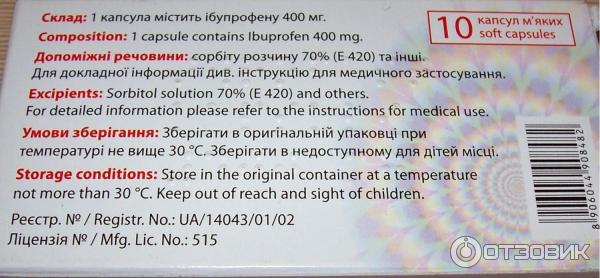 Склад: 1 капсула містить ібупрофену 400 мг.
Composition: 1 capsule contains Ibuprofen 400 mg.
10 капсул м'яких
soft capsules
Допоміжні речовини: сорбіту розчину 70% (Е 420) та інші.
Для докладної інформації див. інструкцію для медичного застосування.
Excipients: Sorbitol solution 70% (E 420) and others.
For detailed information please refer to the instructions for medical use.
Умови зберігання: Зберігати в оригінальній упаковці при
температурі не вище 30 °С. Зберігати в недоступному для дітей місці.
Storage conditions: Store in the original container at a temperature
not more than 30 °C. Keep out of reach and sight of children.
Реєстр. № / Registr. No.: UA/14043/01/02
Ліцензія № / Mfg. Lic. No.: 515
8906044908482
ОТЗОВИК